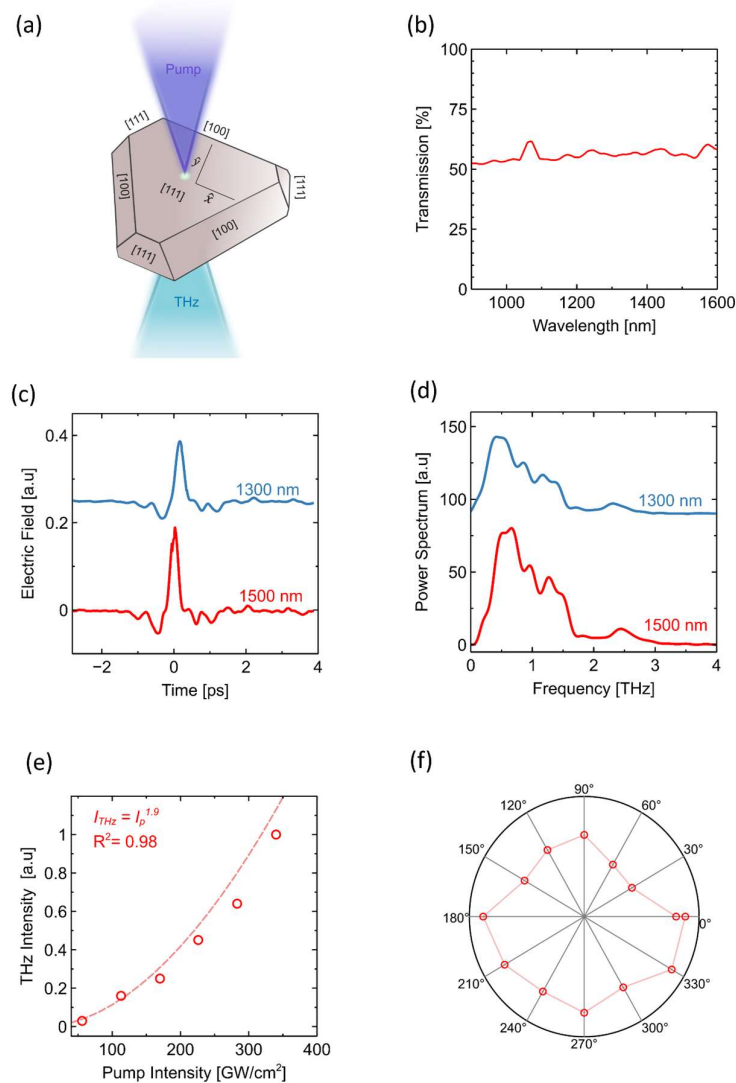 (a)
Pump
[111]
[100]
[111]
[100]
ŷ
[111]
x̂
[100]
[111]
THz
(b)
100
75
50
25
0
Transmission [%]
1000
1200
1400
1600
Wavelength [nm]
(c)
0.4
0.2
0
Electric Field [a.u]
1300 nm
1500 nm
−2
0
2
4
Time [ps]
(d)
150
100
50
0
Power Spectrum [a.u]
1300 nm
1500 nm
0
1
2
3
4
Frequency [THz]
(e)
I_THz = I_p^1.9
R²= 0.98
1
0.8
0.6
0.4
0.2
0
THz Intensity [a.u]
100
200
300
400
Pump Intensity [GW/cm²]
(f)
90°
120°
60°
150°
30°
180°
0°
210°
330°
240°
300°
270°